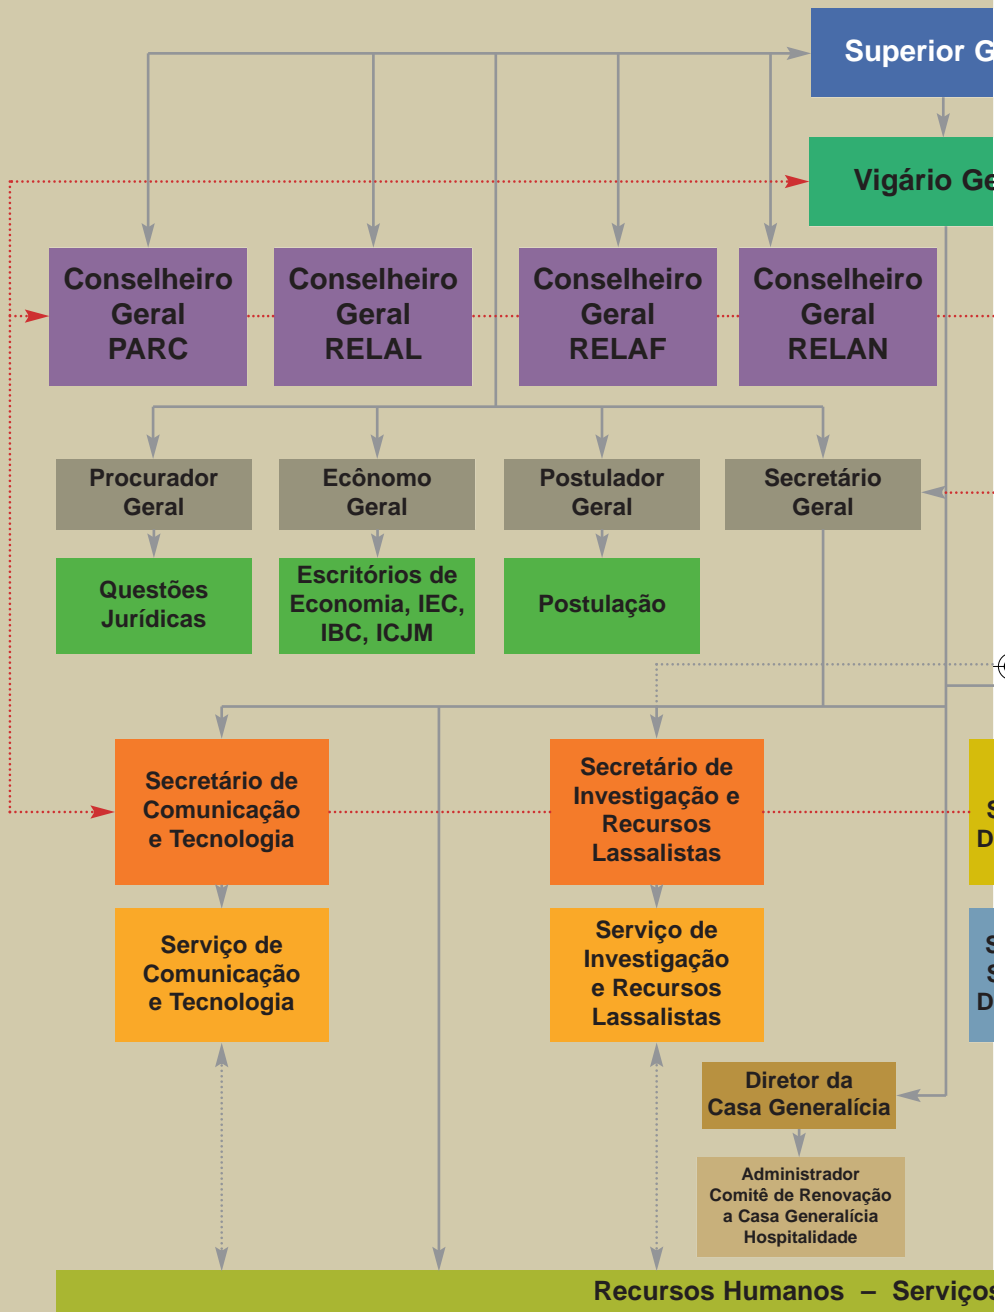 Superior G
Vigário Ge
Conselheiro
Geral
PARC
Conselheiro
Geral
RELAL
Conselheiro
Geral
RELAF
Conselheiro
Geral
RELAN
Procurador
Geral
Ecônomo
Geral
Postulador
Geral
Secretário
Geral
Questões
Jurídicas
Escritórios de
Economia, IEC,
IBC, ICJM
Postulação
Secretário de
Comunicação
e Tecnologia
Secretário de
Investigação e
Recursos
Lassalistas
S
D
Serviço de
Comunicação
e Tecnologia
Serviço de
Investigação
e Recursos
Lassalistas
S
S
D
Diretor da
Casa Generalícia
Administrador
Comitê de Renovação
a Casa Generalícia
Hospitalidade
Recursos Humanos – Serviços